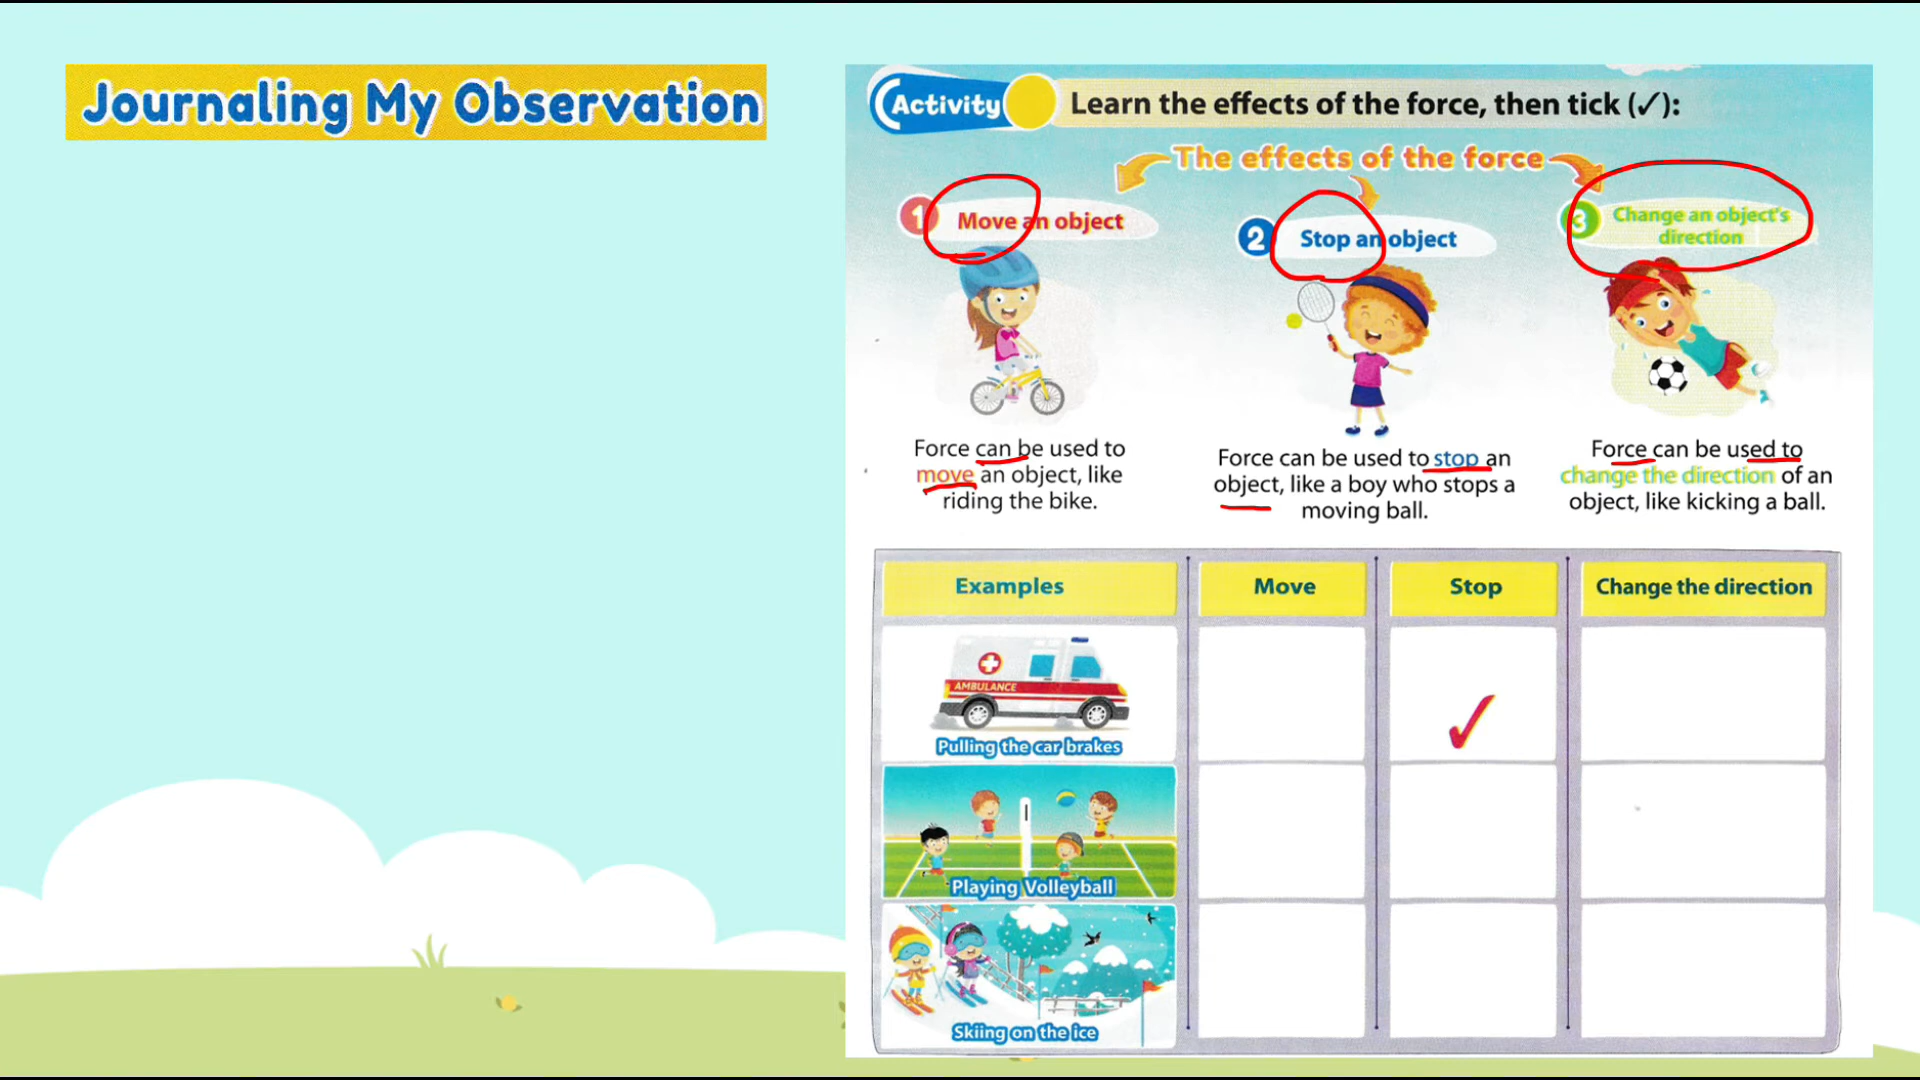 Journaling My Observation
Activity
Learn the effects of the force, then tick (✓):
The effects of the force
1 Move an object
2 Stop an object
3 Change an object's
direction
Force can be used to
move an object, like
riding the bike.
Force can be used to stop an
object, like a boy who stops a
moving ball.
Force can be used to
change the direction of an
object, like kicking a ball.
Examples Move Stop Change the direction
AMBULANCE
Pulling the car brakes
✓
Playing Volleyball
Skiing on the ice